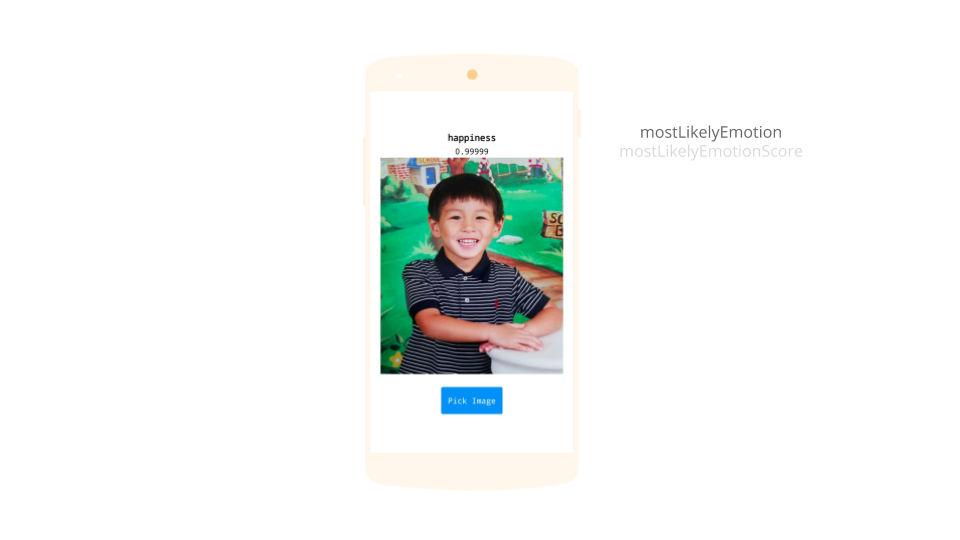 happiness
0.99999
Pick Image
mostLikelyEmotion
mostLikelyEmotionScore